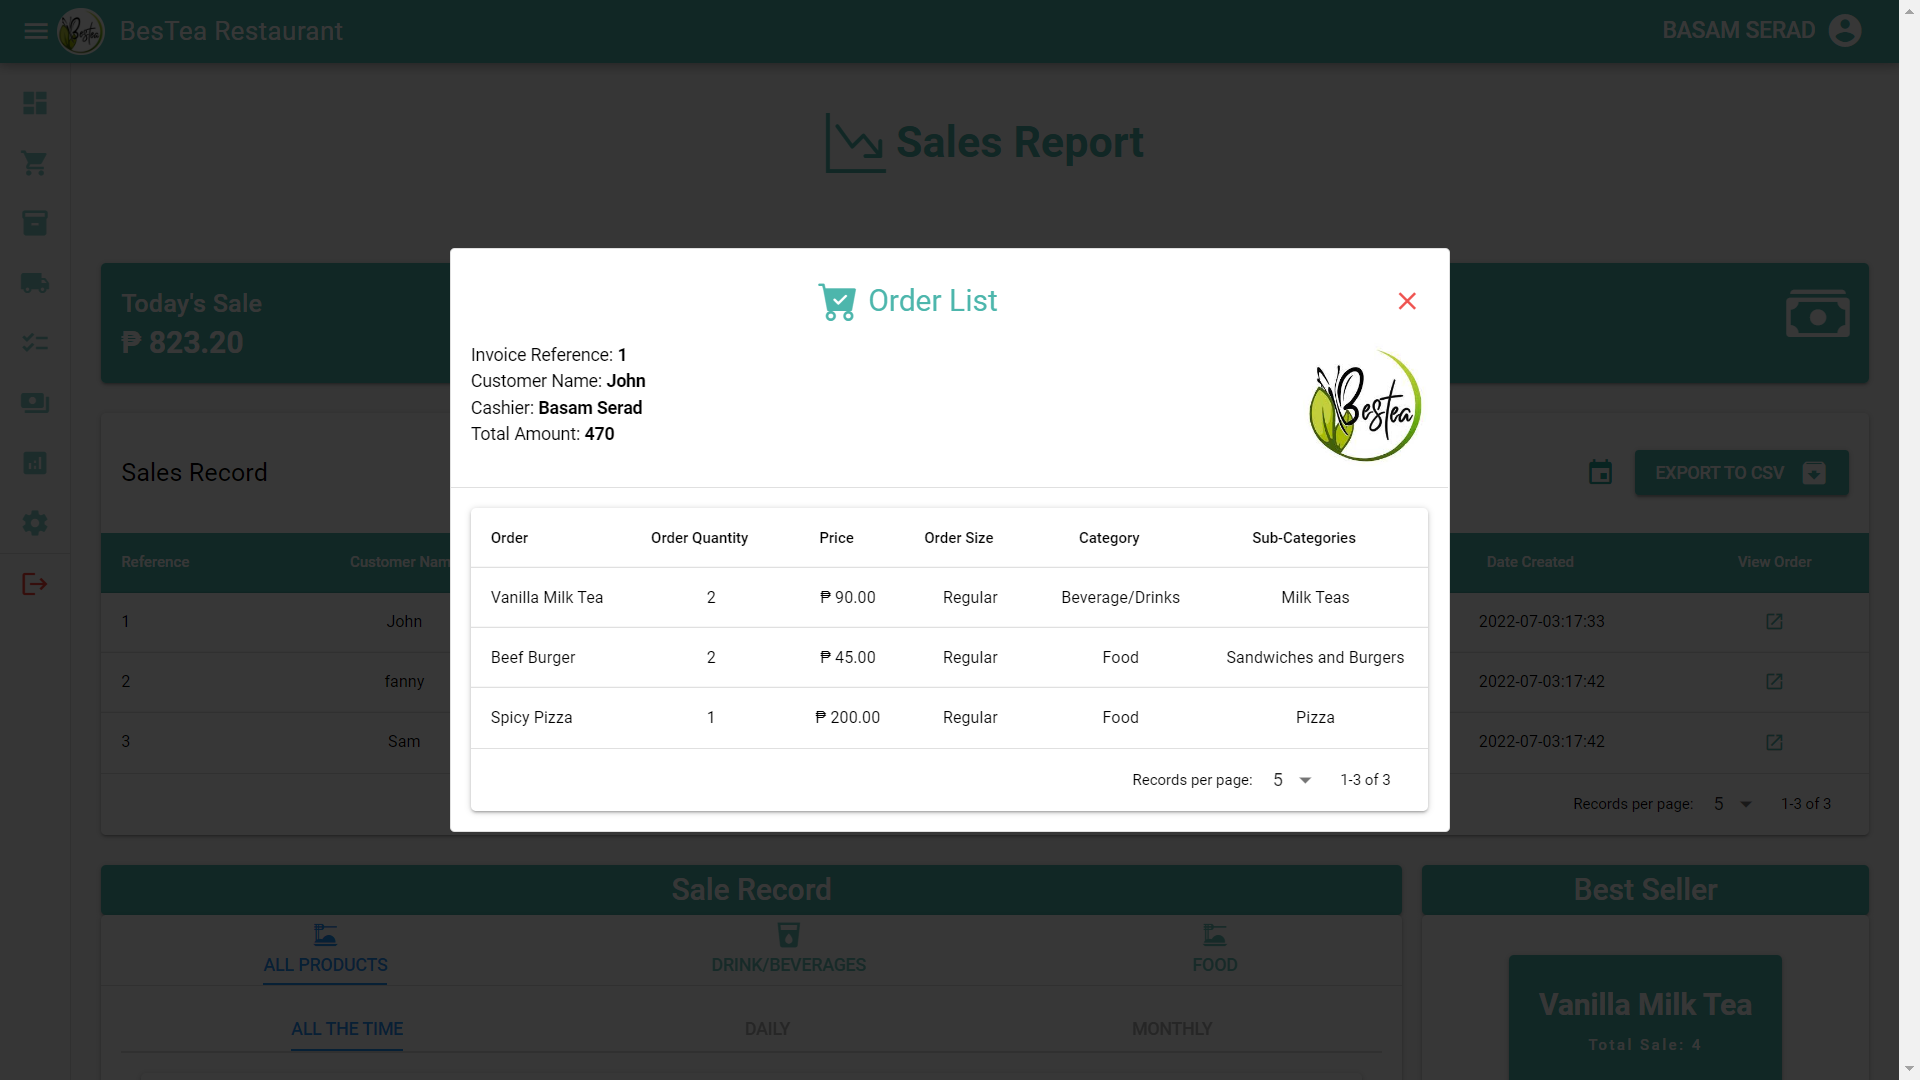 BesTea Restaurant
BASAM SERAD
Sales Report
Today's Sale
₱ 823.20
Order List
Invoice Reference: 1
Customer Name: John
Cashier: Basam Serad
Total Amount: 470
Bestea
Sales Record
EXPORT TO CSV
Order Order Quantity Price Order Size Category Sub-Categories
Vanilla Milk Tea 2 ₱ 90.00 Regular Beverage/Drinks Milk Teas
Beef Burger 2 ₱ 45.00 Regular Food Sandwiches and Burgers
Spicy Pizza 1 ₱ 200.00 Regular Food Pizza
Records per page: 5 1-3 of 3
Reference Customer Nam Date Created View Order
1 John 2022-07-03:17:33
2 fanny 2022-07-03:17:42
3 Sam 2022-07-03:17:42
Records per page: 5 1-3 of 3
Sale Record
ALL PRODUCTS DRINK/BEVERAGES FOOD
ALL THE TIME DAILY MONTHLY
Best Seller
Vanilla Milk Tea
Total Sale: 4